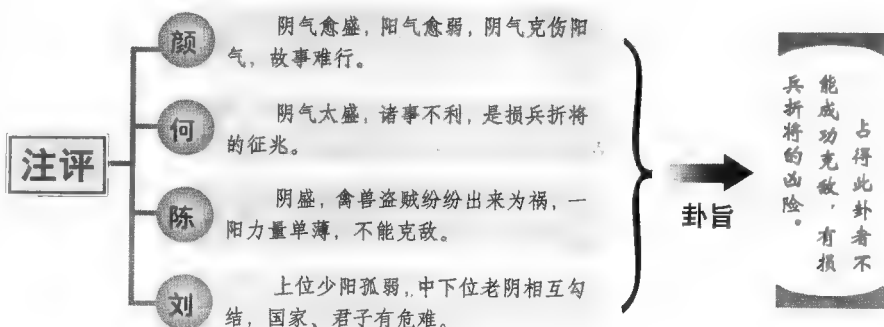 注评
颜
阴气愈盛，阳气愈弱，阴气克伤阳
气，故事难行。
何
阴气太盛，诸事不利，是损兵折将
的征兆。
陈
阴盛，禽兽盗贼纷纷出来为祸，一
阳力量单薄，不能克敌。
刘
上位少阳孤弱，中下位老阴相互勾
结，国家、君子有危难。
卦旨
占得此卦者不
能成功克敌，有损
兵折将的凶险。